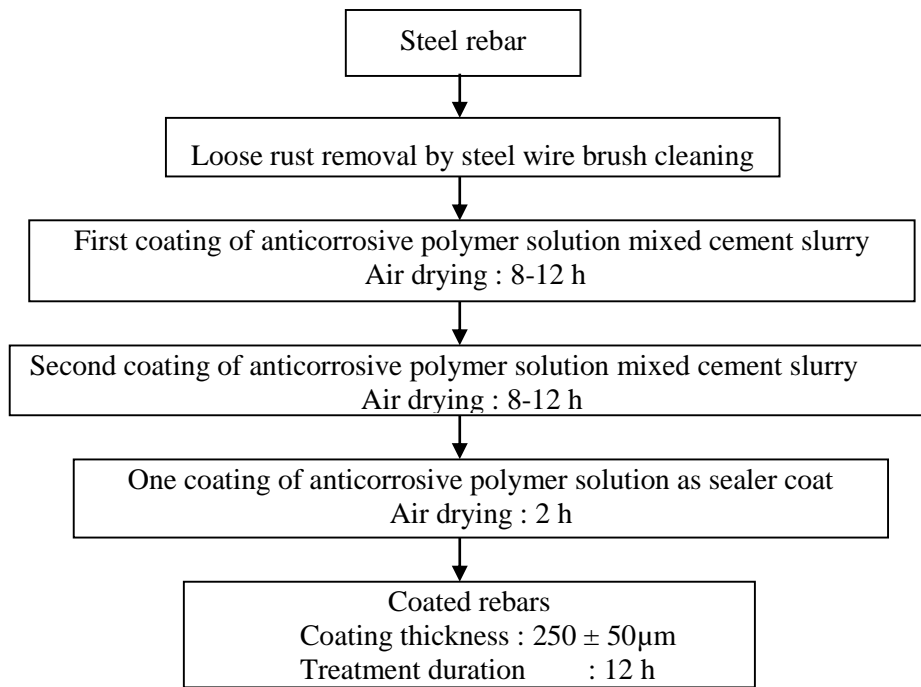 Steel rebar
Loose rust removal by steel wire brush cleaning
First coating of anticorrosive polymer solution mixed cement slurry
Air drying : 8-12 h
Second coating of anticorrosive polymer solution mixed cement slurry
Air drying : 8-12 h
One coating of anticorrosive polymer solution as sealer coat
Air drying : 2 h
Coated rebars
Coating thickness : 250 ± 50µm
Treatment duration : 12 h